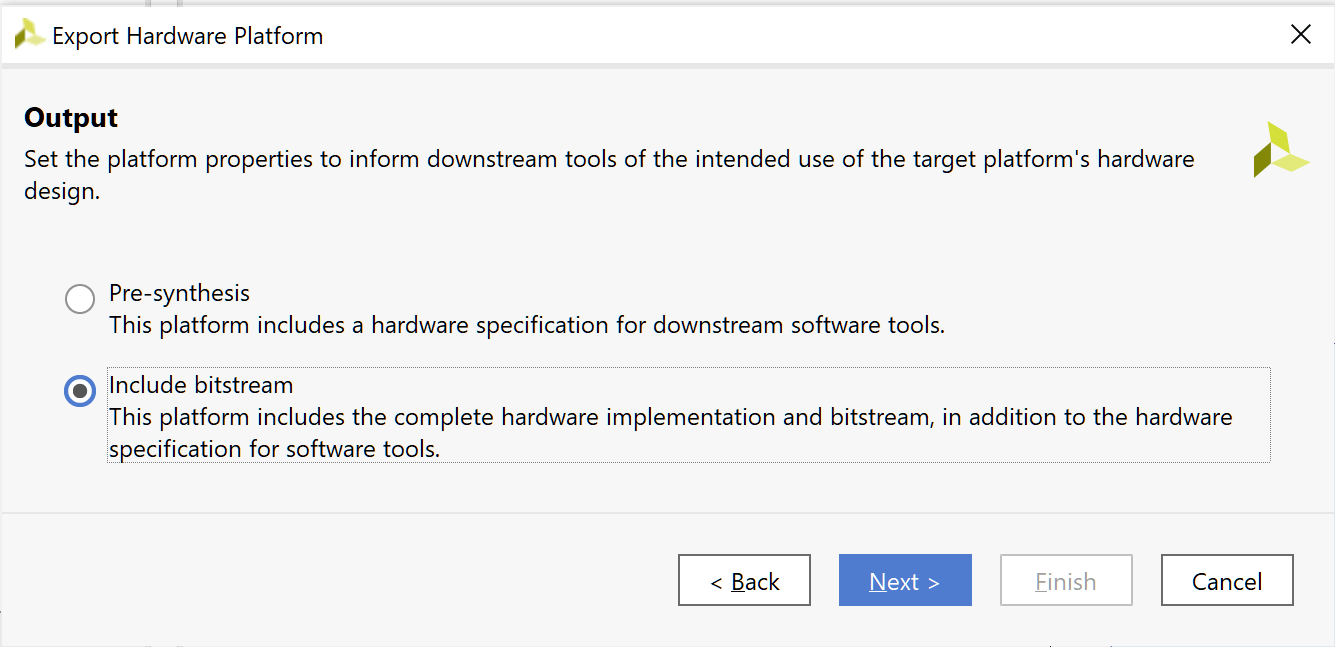 Export Hardware Platform
Output
Set the platform properties to inform downstream tools of the intended use of the target platform's hardware
design.
Pre-synthesis
This platform includes a hardware specification for downstream software tools.
Include bitstream
This platform includes the complete hardware implementation and bitstream, in addition to the hardware
specification for software tools.
< Back Next > Finish Cancel